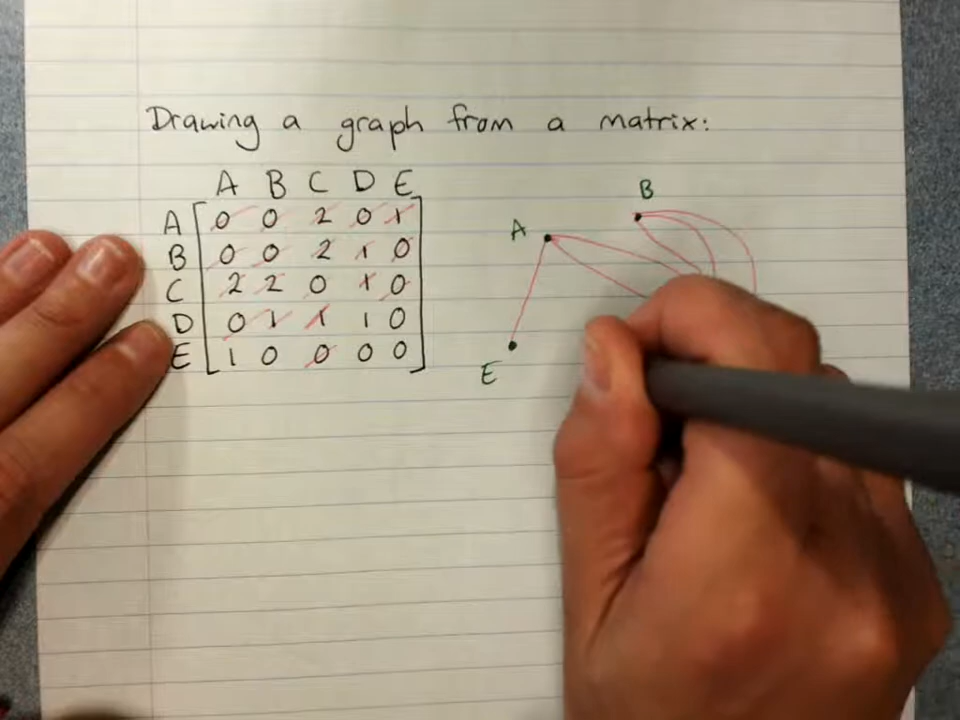 Drawing a graph from a matrix:
A B C D E
A 0 0 2 0 1
B 0 0 2 1 0
C 2 2 0 1 0
D 0 1 1 1 0
E 1 0 0 0 0
B
A
E